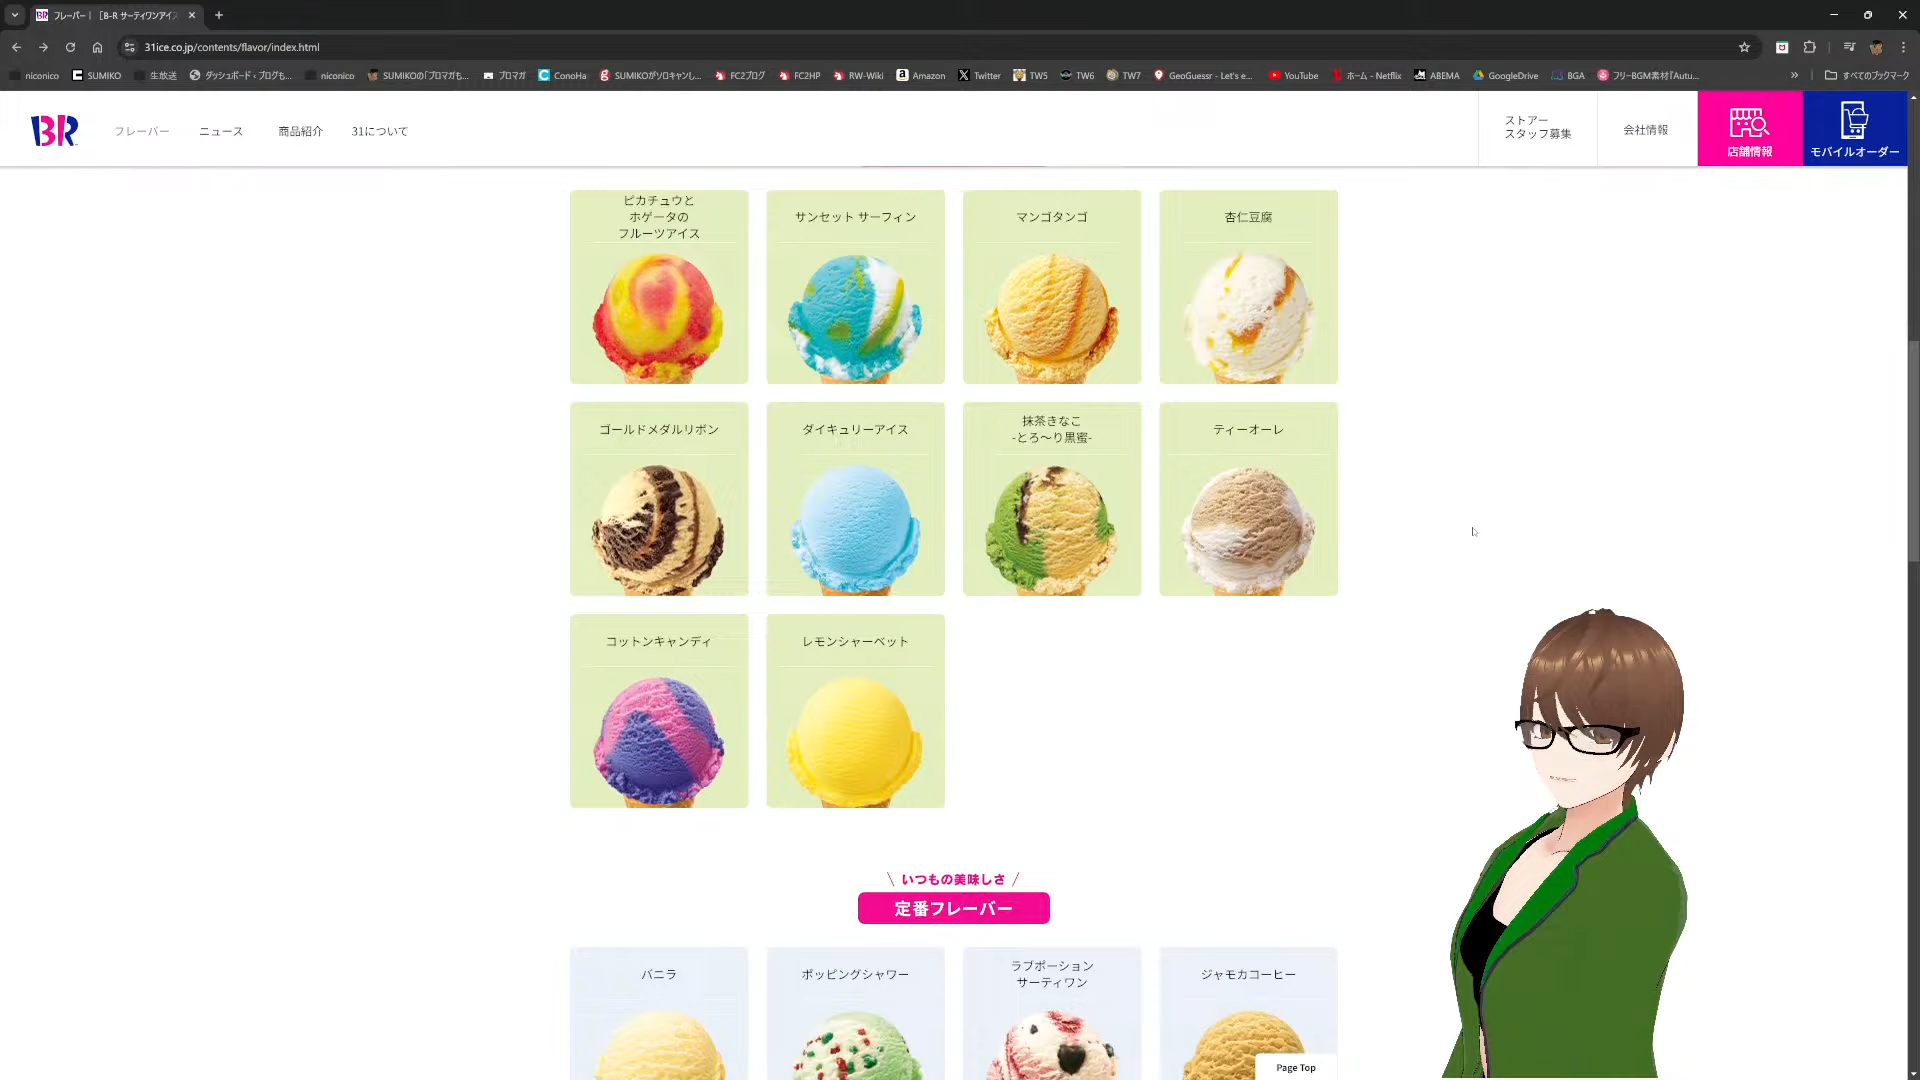 フレーバー | 【B-R サーティワンアイス
31ice.co.jp/contents/flavor/index.html
niconico
SUMIKO
生放送
ダッシュボード ‹ ブログも...
niconico
SUMIKOの「ブロマガも...
ブロマガ
ConoHa
SUMIKOがソロキャンし...
FC2ブログ
FC2HP
RW-Wiki
Amazon
Twitter
TW5
TW6
TW7
GeoGuessr - Let's e...
YouTube
ホーム - Netflix
ABEMA
GoogleDrive
BGA
フリーBGM素材『Autu...
»
すべてのブックマーク
BR
フレーバー
ニュース
商品紹介
31について
ストアー
スタッフ募集
会社情報
店舗情報
モバイルオーダー
ピカチュウと
ホゲータの
フルーツアイス
サンセット サーフィン
マンゴタンゴ
杏仁豆腐
ゴールドメダルリボン
ダイキュリーアイス
抹茶きなこ
-とろ〜り黒蜜-
ティーオーレ
コットンキャンディ
レモンシャーベット
\ いつもの美味しさ /
定番フレーバー
バニラ
ポッピングシャワー
ラブポーション
サーティワン
ジャモカコーヒー
Page Top